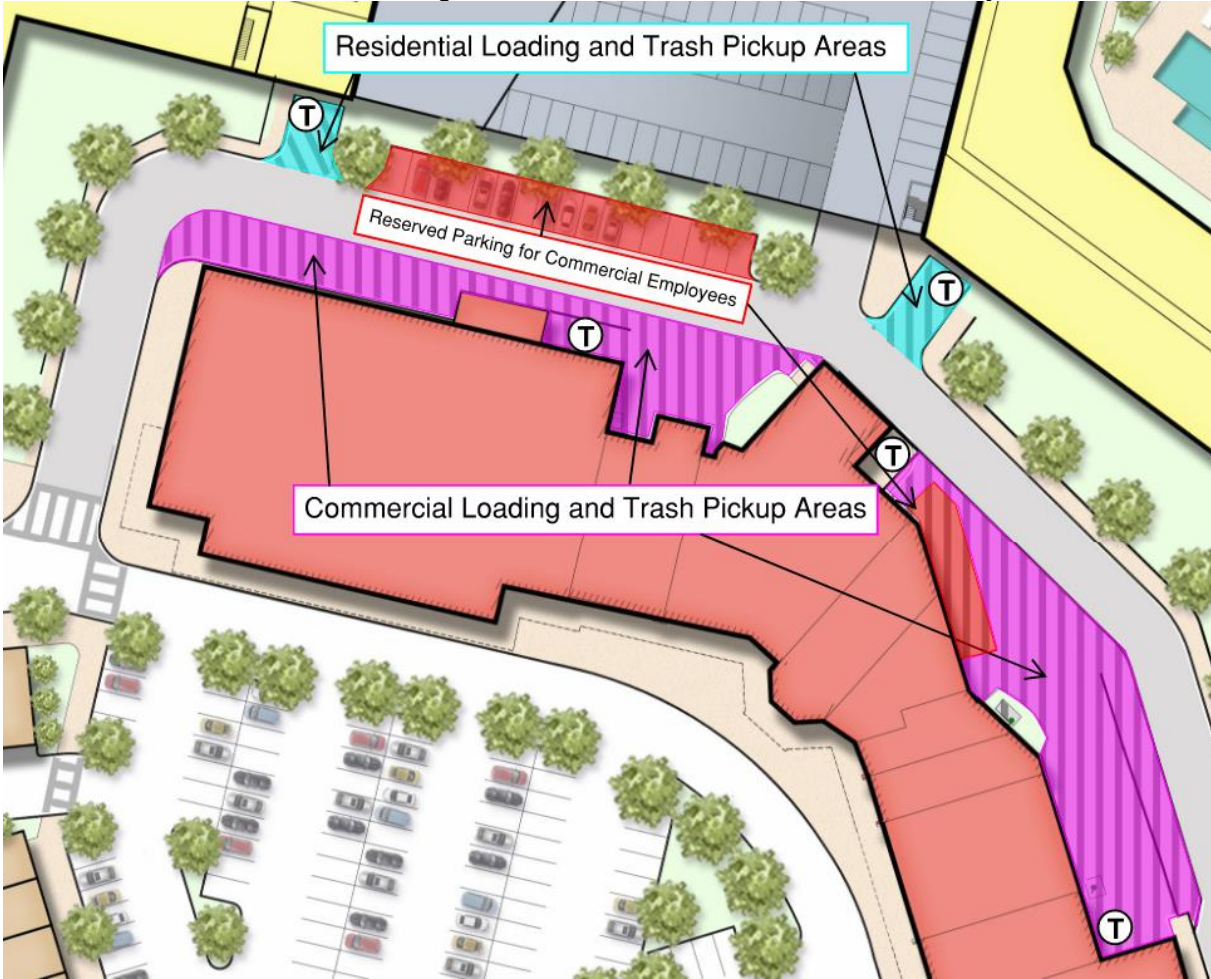 Residential Loading and Trash Pickup Areas
T
Reserved Parking for Commercial Employees
T
T
Commercial Loading and Trash Pickup Areas
T
T